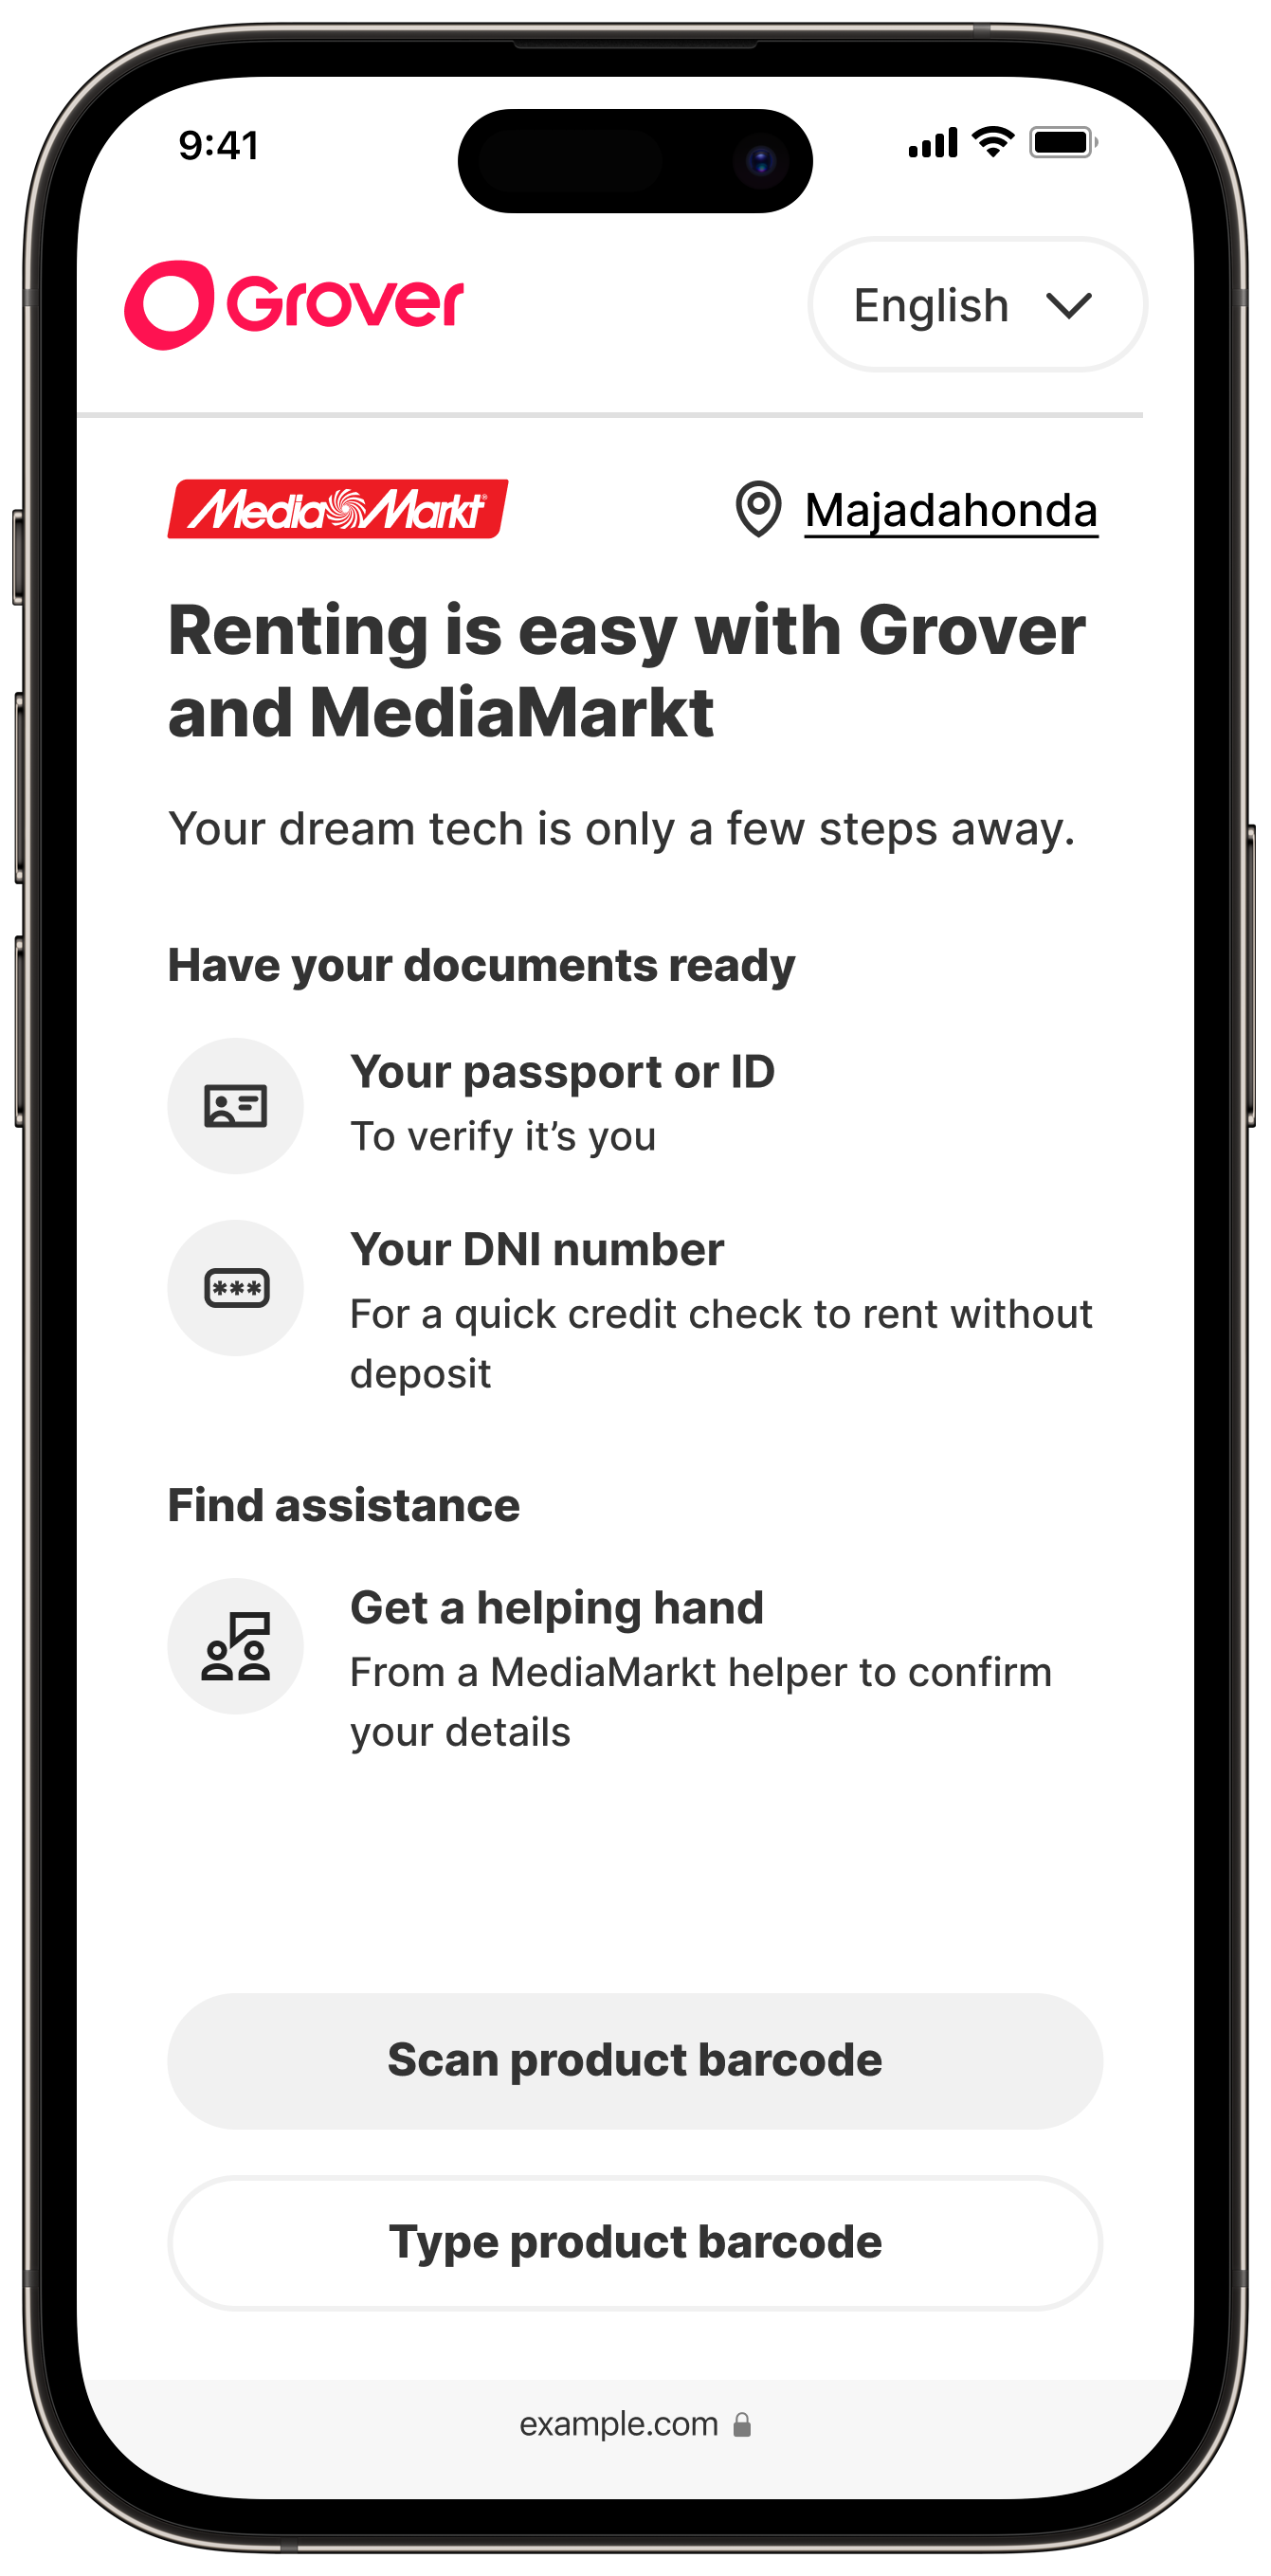 9:41
Grover
English
MediaMarkt
Majadahonda
Renting is easy with Grover
and MediaMarkt
Your dream tech is only a few steps away.
Have your documents ready
Your passport or ID
To verify it’s you
***
Your DNI number
For a quick credit check to rent without
deposit
Find assistance
Get a helping hand
From a MediaMarkt helper to confirm
your details
Scan product barcode
Type product barcode
example.com